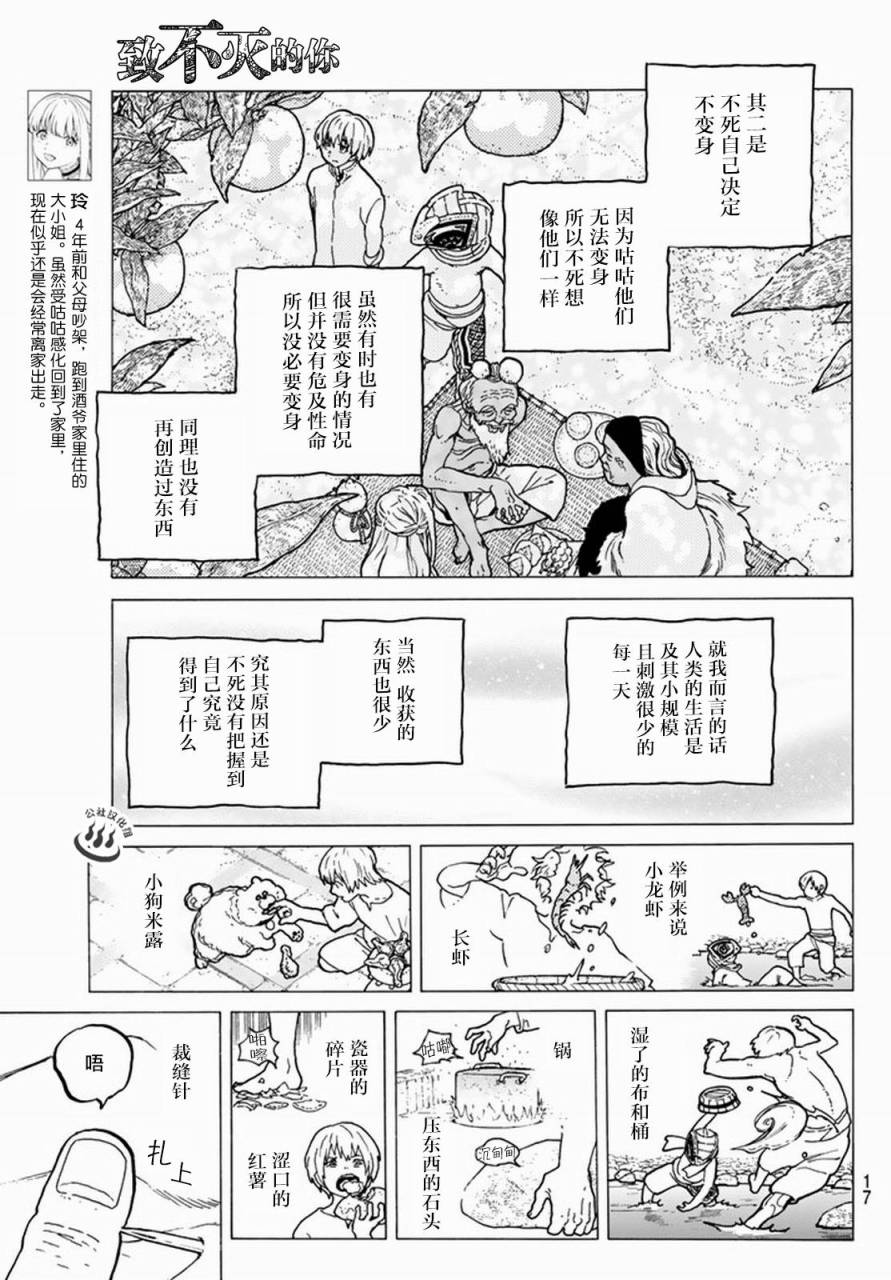 致不灭的你
玲 4年前和父母吵架，跑到酒爷家里住的
大小姐。虽然受咕咕感化回到了家里，
现在似乎还是会经常离家出走。
其二是
不死自己决定
不变身
因为咕咕他们
无法变身
所以不死想
像他们一样
虽然有时也有
很需要变身的情况
但并没有危及性命
所以没必要变身
同理也没有
再创造过东西
就我而言的话
人类的生活是
及其小规模
且刺激很少的
每一天
当然 收获的
东西也很少
究其原因还是
不死没有把握到
自己究竟
得到了什么
公社汉化组
举例来说
小龙虾
长虾
小狗米露
湿了的布和桶
锅
咕嘟
沉甸甸
压东西的石头
瓷器的
碎片
啪嚓
涩口的
红薯
裁缝针
唔
扎上
17